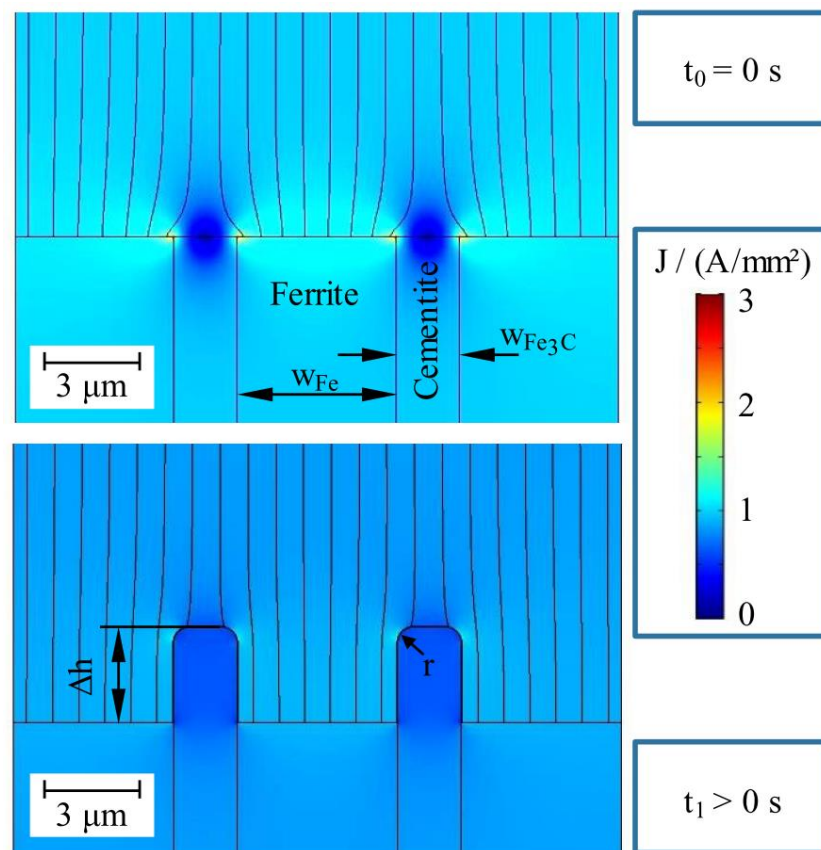 t₀ = 0 s
Ferrite
Cementite
w_Fe₃C
w_Fe
3 μm
J / (A/mm²)
3
2
1
0
Δh
r
3 μm
t₁ > 0 s